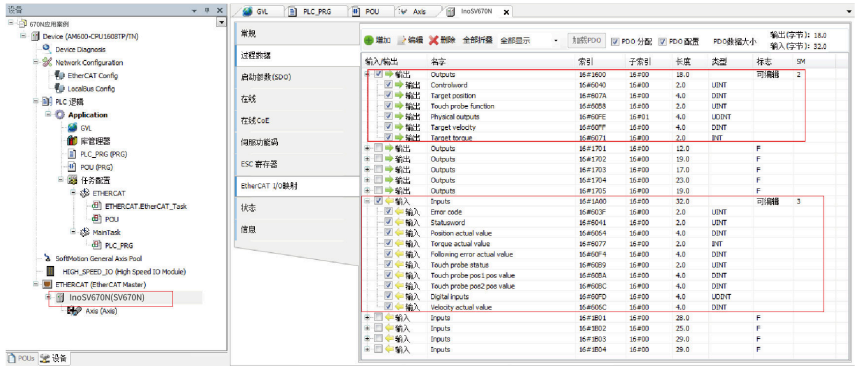 设备
670N应用案例
Device (AM600-CPU1608TP/TN)
Device Diagnosis
Network Configuration
EtherCAT Config
LocalBus Config
PLC 逻辑
Application
GVL
库管理器
PLC_PRG (PRG)
POU (PRG)
任务配置
ETHERCAT
ETHERCAT.EtherCAT_Task
POU
MainTask
PLC_PRG
SoftMotion General Axis Pool
HIGH_SPEED_IO (High Speed IO Module)
ETHERCAT (EtherCAT Master)
InoSV670N(SV670N)
Axis (Axis)
POUs 设备
GVL PLC_PRG POU Axis InoSV670N
常规
过程数据
启动参数(SDO)
在线
在线CoE
伺服功能码
ESC 寄存器
EtherCAT I/O映射
状态
信息
增加 编辑 删除 全部折叠 全部显示 加载PDO PDO 分配 PDO 配置 PDO数据大小 输出(字节): 18.0
输入(字节): 32.0
输入/输出 名字 索引 子索引 长度 类型 标志 SM
输出 Outputs 16#1600 16#00 18.0 可编辑 2
输出 Controlword 16#6040 16#00 2.0 UINT
输出 Target position 16#607A 16#00 4.0 DINT
输出 Touch probe function 16#60B8 16#00 2.0 UINT
输出 Physical outputs 16#60FE 16#01 4.0 UDINT
输出 Target velocity 16#60FF 16#00 4.0 DINT
输出 Target torque 16#6071 16#00 2.0 INT
输出 Outputs 16#1701 16#00 12.0 F
输出 Outputs 16#1702 16#00 19.0 F
输出 Outputs 16#1703 16#00 17.0 F
输出 Outputs 16#1704 16#00 23.0 F
输出 Outputs 16#1705 16#00 19.0 F
输入 Inputs 16#1A00 16#00 32.0 可编辑 3
输入 Error code 16#603F 16#00 2.0 UINT
输入 Statusword 16#6041 16#00 2.0 UINT
输入 Position actual value 16#6064 16#00 4.0 DINT
输入 Torque actual value 16#6077 16#00 2.0 INT
输入 Following error actual value 16#60F4 16#00 4.0 DINT
输入 Touch probe status 16#60B9 16#00 2.0 UINT
输入 Touch probe pos1 pos value 16#60BA 16#00 4.0 DINT
输入 Touch probe pos2 pos value 16#60BC 16#00 4.0 DINT
输入 Digital inputs 16#60FD 16#00 4.0 UDINT
输入 Velocity actual value 16#606C 16#00 4.0 DINT
输入 Inputs 16#1B01 16#00 28.0 F
输入 Inputs 16#1B02 16#00 25.0 F
输入 Inputs 16#1B03 16#00 29.0 F
输入 Inputs 16#1B04 16#00 29.0 F